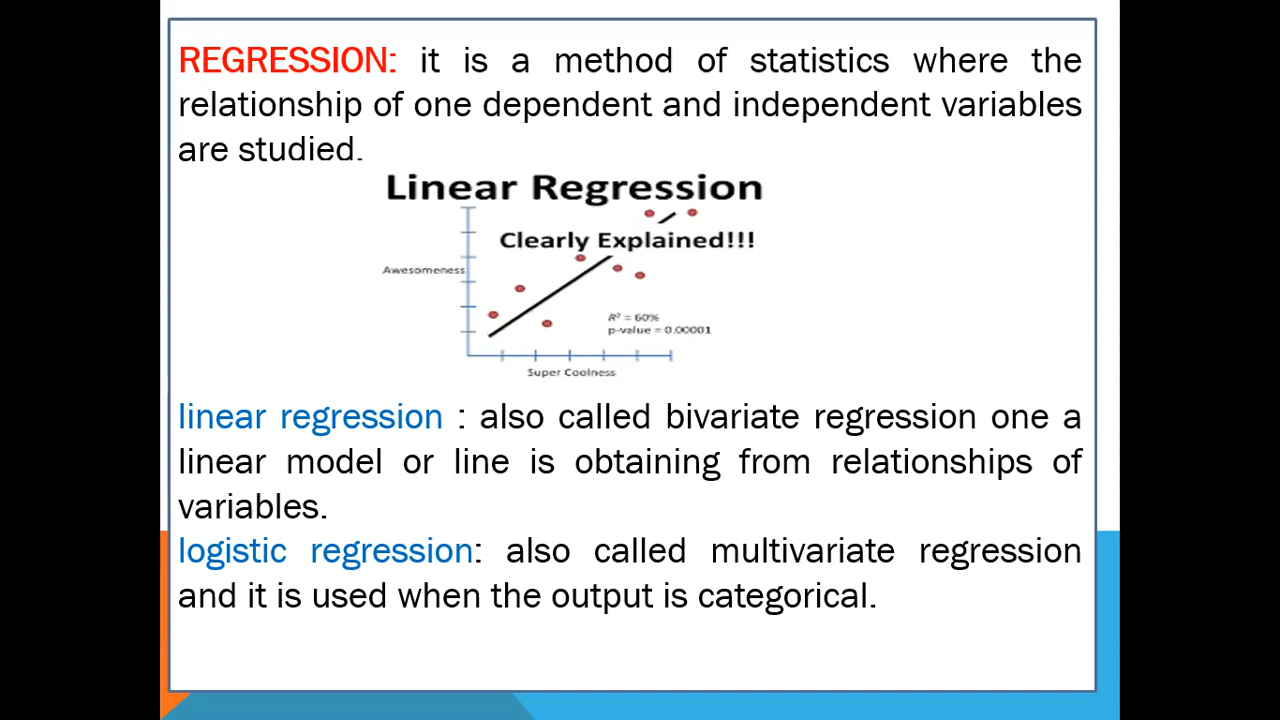 REGRESSION: it is a method of statistics where the
relationship of one dependent and independent variables
are studied.
Linear Regression
Clearly Explained!!!
Awesomeness
R² = 60%
p-value = 0.00001
Super Coolness
linear regression : also called bivariate regression one a
linear model or line is obtaining from relationships of
variables.
logistic regression: also called multivariate regression
and it is used when the output is categorical.